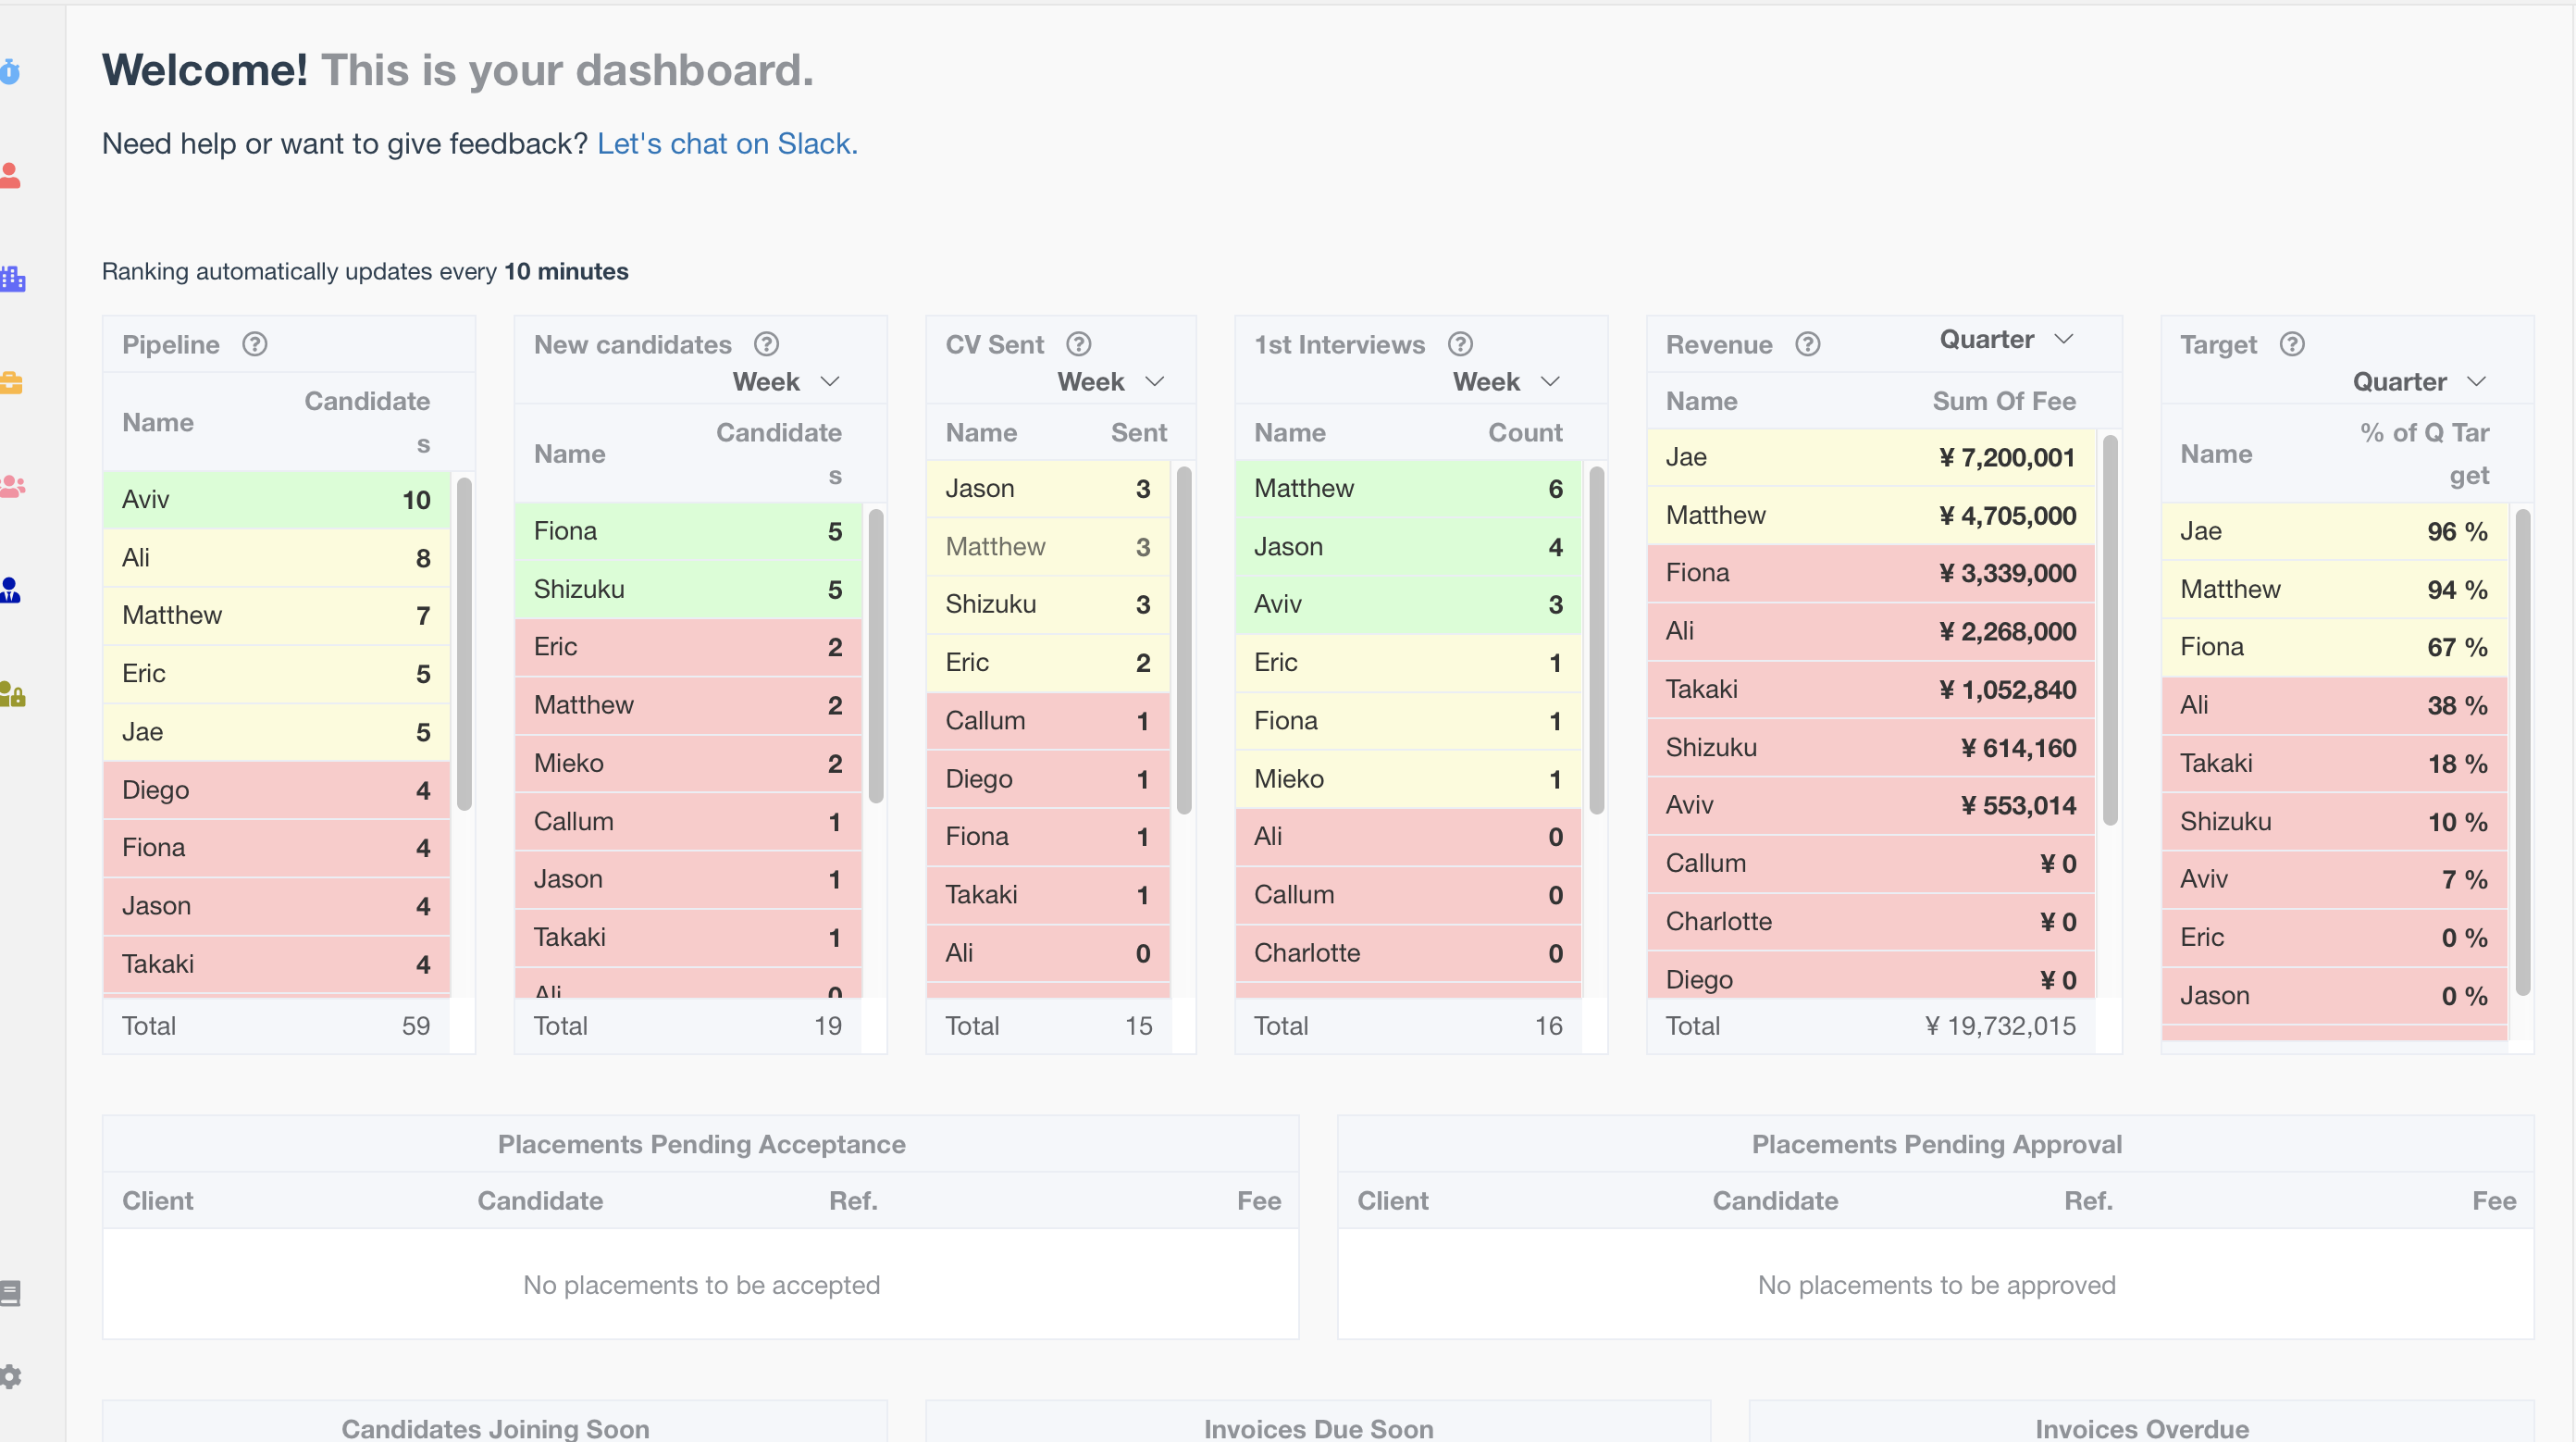 Welcome! This is your dashboard.
Need help or want to give feedback? Let's chat on Slack.
Ranking automatically updates every 10 minutes
Pipeline
Name Candidate
s
Aviv 10
Ali 8
Matthew 7
Eric 5
Jae 5
Diego 4
Fiona 4
Jason 4
Takaki 4
Total 59
New candidates
Week
Name Candidate
s
Fiona 5
Shizuku 5
Eric 2
Matthew 2
Mieko 2
Callum 1
Jason 1
Takaki 1
Ali 0
Total 19
CV Sent
Week
Name Sent
Jason 3
Matthew 3
Shizuku 3
Eric 2
Callum 1
Diego 1
Fiona 1
Takaki 1
Ali 0
Total 15
1st Interviews
Week
Name Count
Matthew 6
Jason 4
Aviv 3
Eric 1
Fiona 1
Mieko 1
Ali 0
Callum 0
Charlotte 0
Total 16
Revenue Quarter
Name Sum Of Fee
Jae ¥ 7,200,001
Matthew ¥ 4,705,000
Fiona ¥ 3,339,000
Ali ¥ 2,268,000
Takaki ¥ 1,052,840
Shizuku ¥ 614,160
Aviv ¥ 553,014
Callum ¥ 0
Charlotte ¥ 0
Diego ¥ 0
Total ¥ 19,732,015
Target
Quarter
Name % of Q Tar
get
Jae 96 %
Matthew 94 %
Fiona 67 %
Ali 38 %
Takaki 18 %
Shizuku 10 %
Aviv 7 %
Eric 0 %
Jason 0 %
Placements Pending Acceptance
Client Candidate Ref. Fee
No placements to be accepted
Placements Pending Approval
Client Candidate Ref. Fee
No placements to be approved
Candidates Joining Soon
Invoices Due Soon
Invoices Overdue